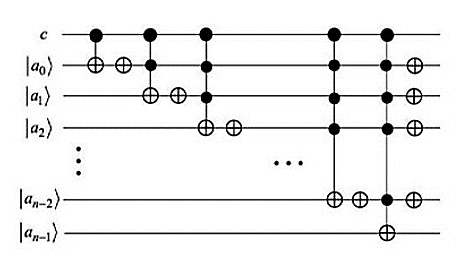 c
|a₀⟩
|a₁⟩
|a₂⟩
⋮ ⋯
|aₙ₋₂⟩
|aₙ₋₁⟩